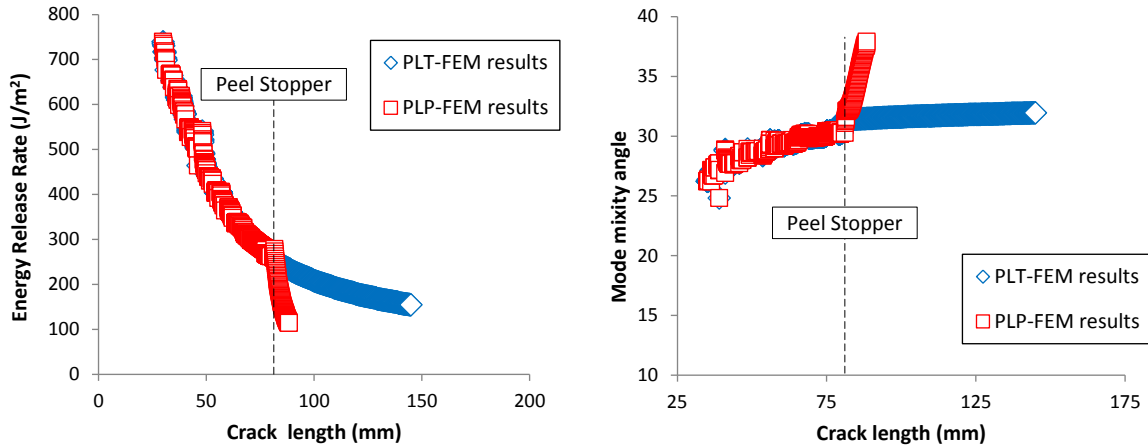 Energy Release Rate (J/m²)
800
700
600
500
400
300
200
100
0
Peel Stopper
PLT-FEM results
PLP-FEM results
0 50 100 150 200
Crack length (mm)
Mode mixity angle
40
35
30
25
20
15
10
Peel Stopper
PLT-FEM results
PLP-FEM results
25 75 125 175
Crack length (mm)